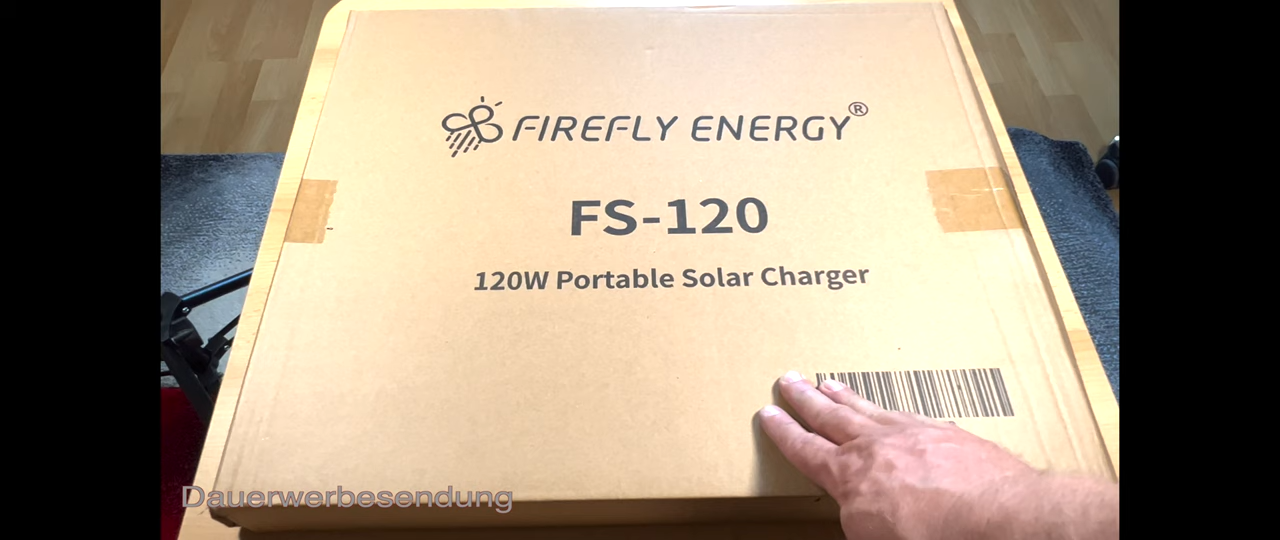 FIREFLY ENERGY®
FS-120
120W Portable Solar Charger
Dauerwerbesendung